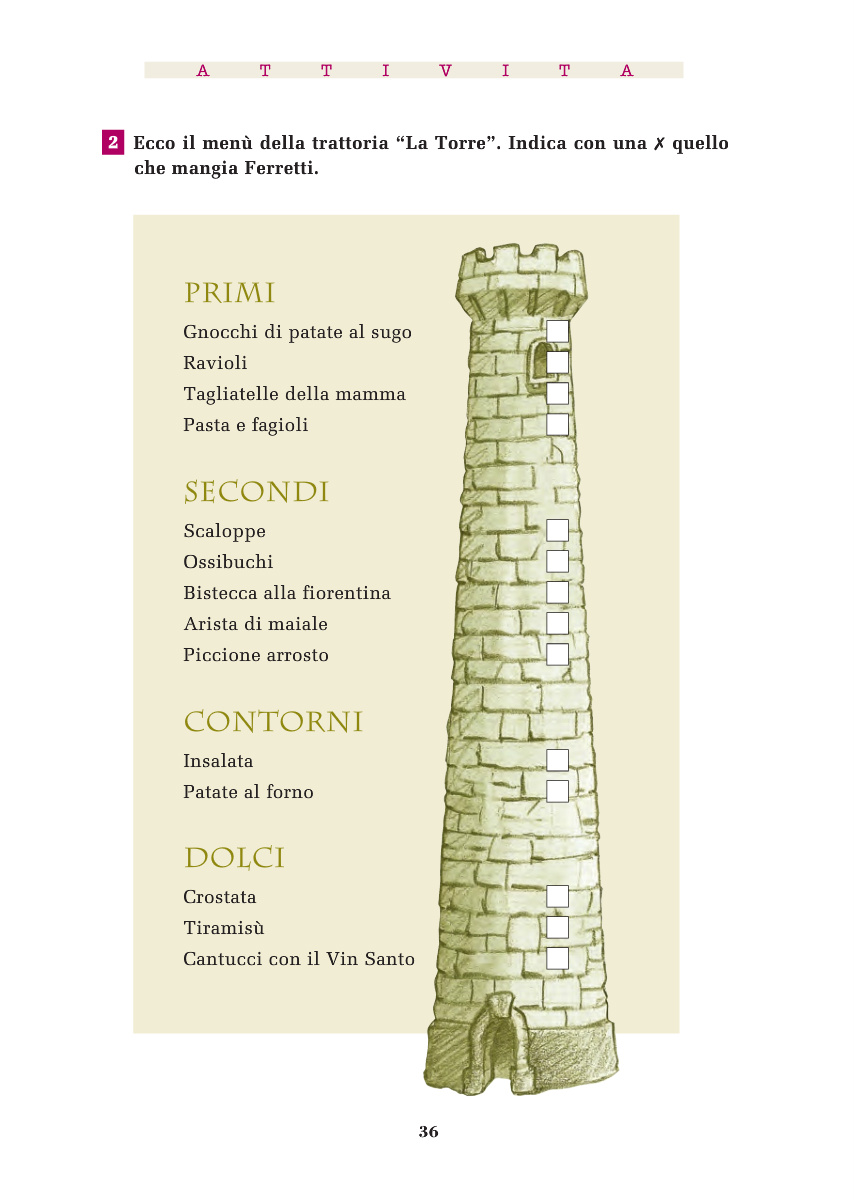 A T T I V I T A
2 Ecco il menù della trattoria “La Torre”. Indica con una ✗ quello
che mangia Ferretti.
PRIMI
Gnocchi di patate al sugo
Ravioli
Tagliatelle della mamma
Pasta e fagioli
SECONDI
Scaloppe
Ossibuchi
Bistecca alla fiorentina
Arista di maiale
Piccione arrosto
CONTORNI
Insalata
Patate al forno
DOLCI
Crostata
Tiramisù
Cantucci con il Vin Santo
36